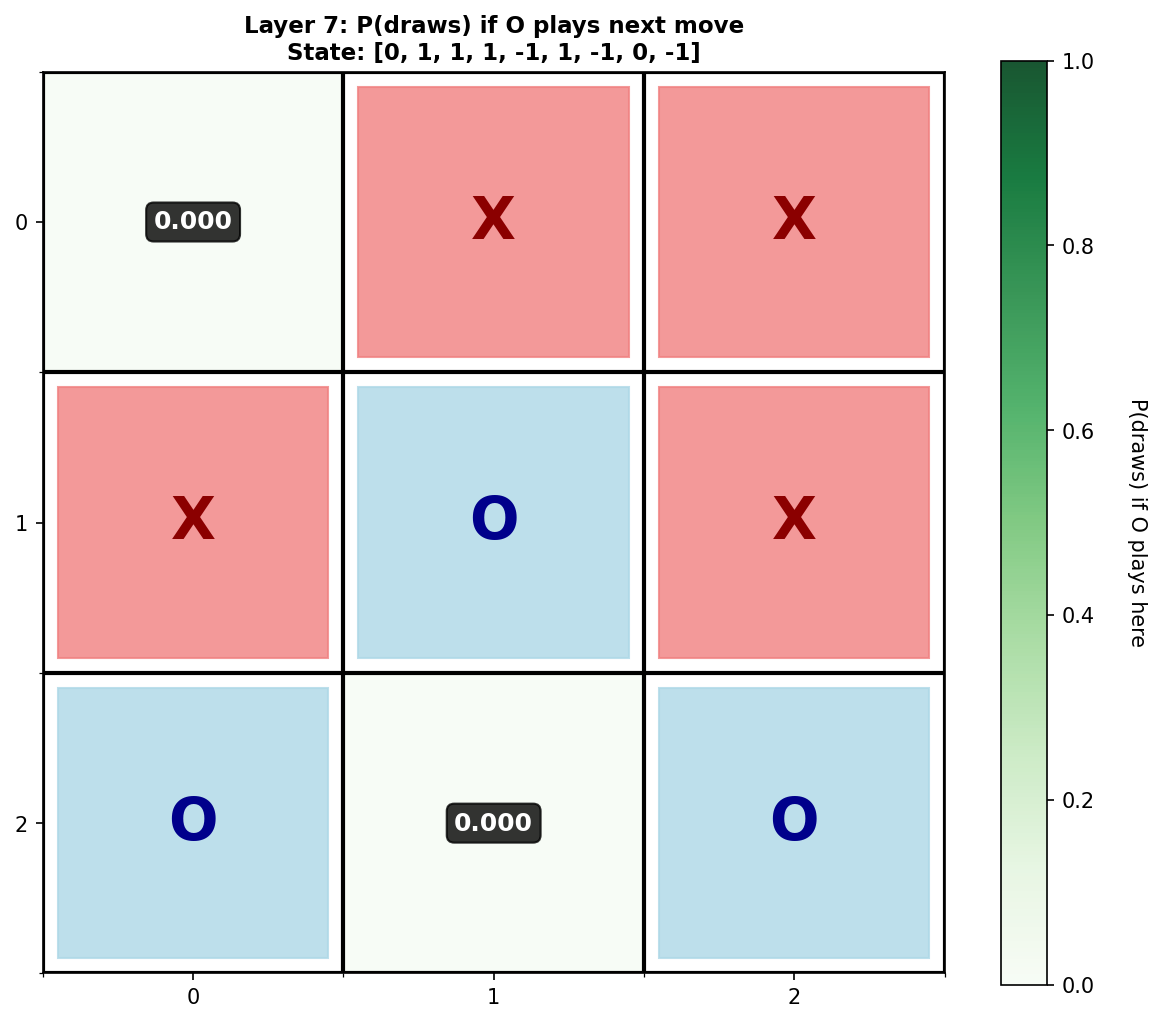 Layer 7: P(draws) if O plays next move
State: [0, 1, 1, 1, -1, 1, -1, 0, -1]
0
0.000
X
X
1
X
O
X
2
O
0.000
O
0
1
2
1.0
0.8
0.6
0.4
0.2
0.0
P(draws) if O plays here